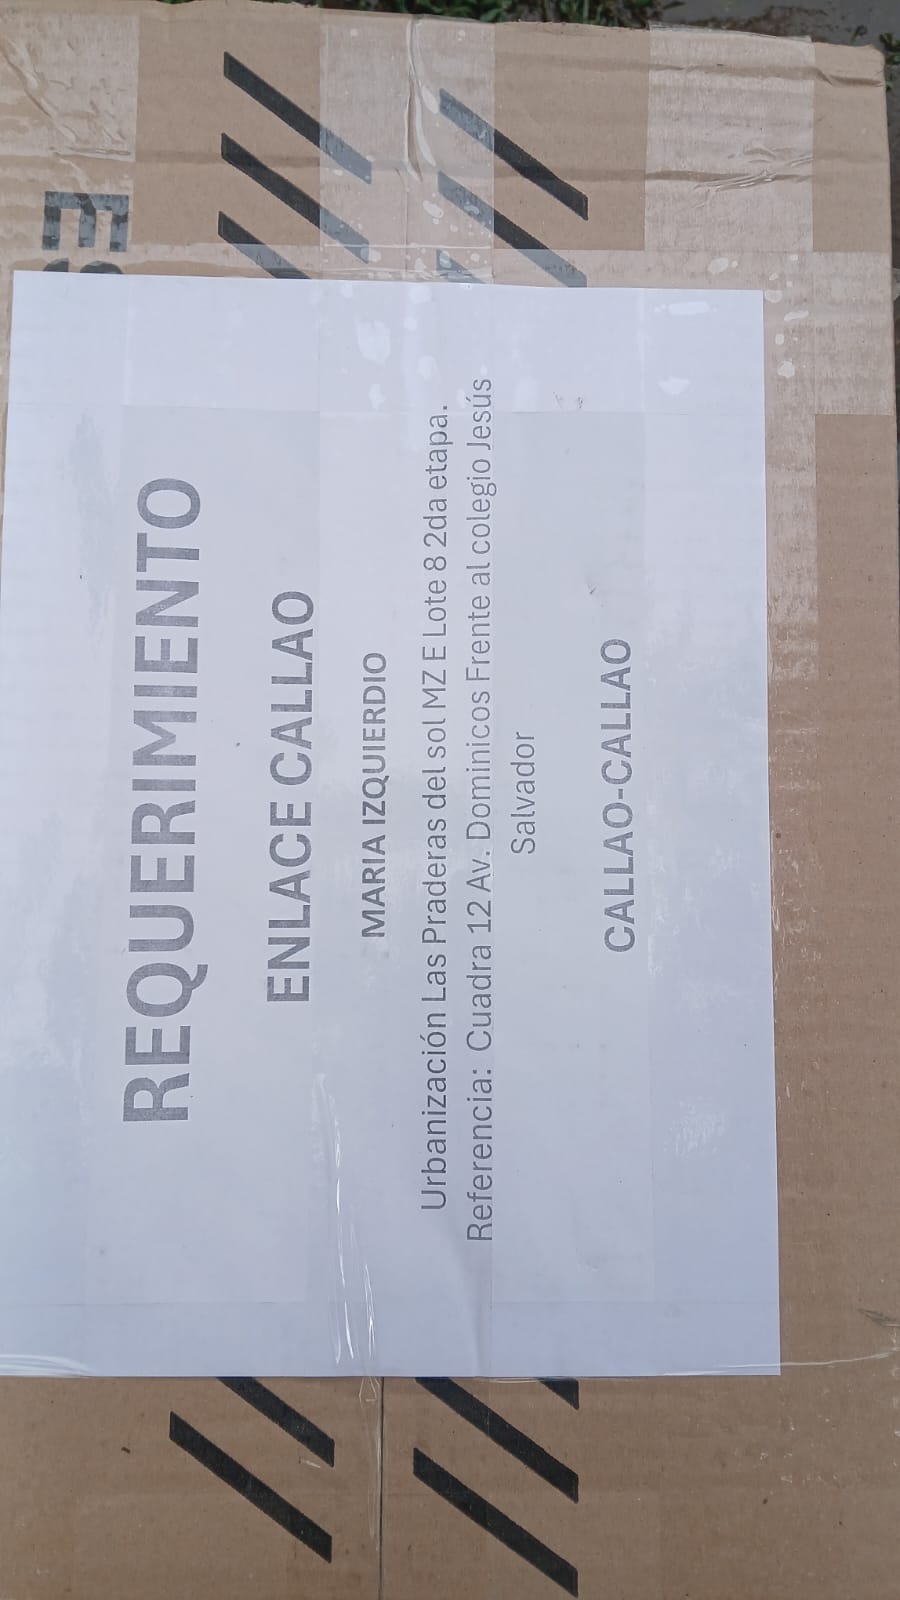 REQUERIMIENTO
ENLACE CALLAO
MARIA IZQUIERDIO
Urbanización Las Praderas del sol MZ E Lote 8 2da etapa.
Referencia: Cuadra 12 Av. Dominicos Frente al colegio Jesús
Salvador
CALLAO-CALLAO